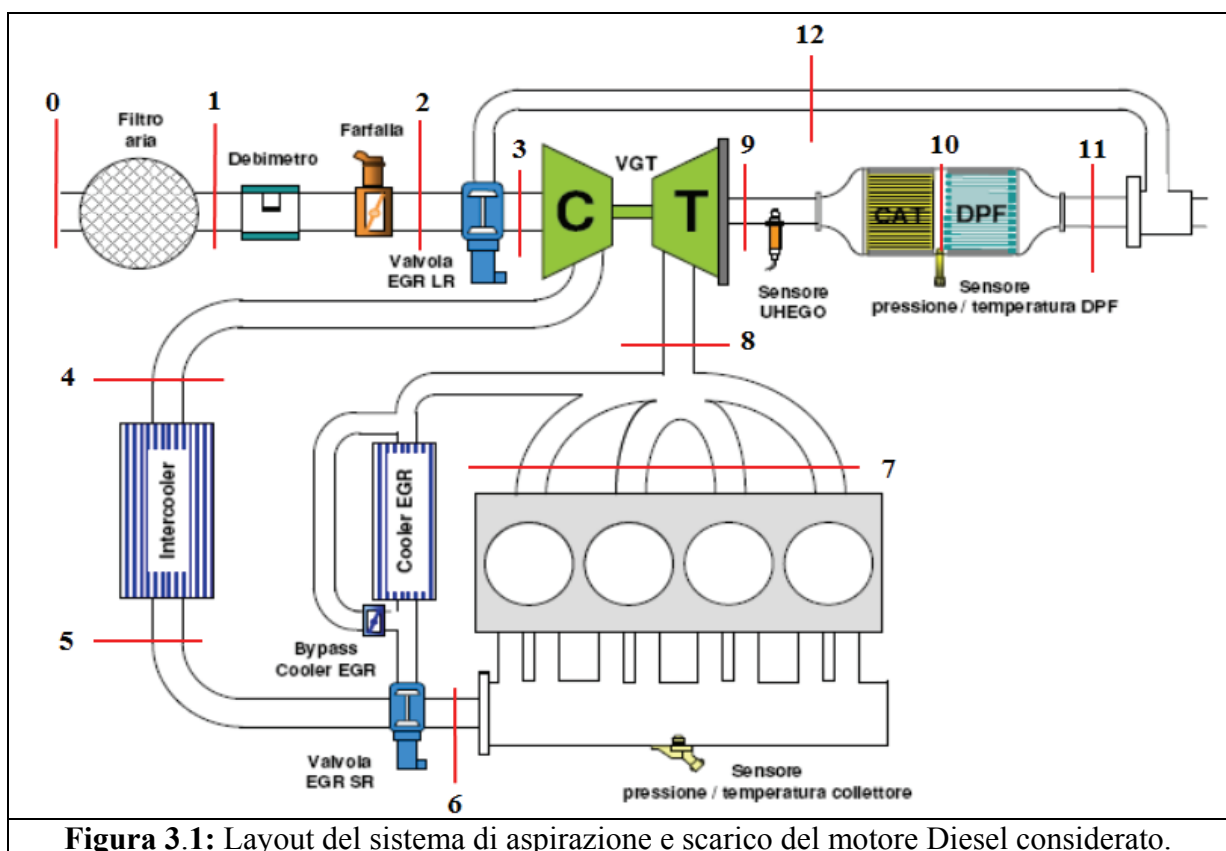 12
0
1
2
Filtro
aria
Debimetro
Farfalla
3
VGT
9
10
11
C
T
CAT
DPF
Valvola
EGR LR
Sensore
UHEGO
Sensore
pressione / temperatura DPF
8
4
Intercooler
Cooler EGR
7
5
Bypass
Cooler EGR
Valvola
EGR SR
6
Sensore
pressione / temperatura collettore
Figura 3.1: Layout del sistema di aspirazione e scarico del motore Diesel considerato.